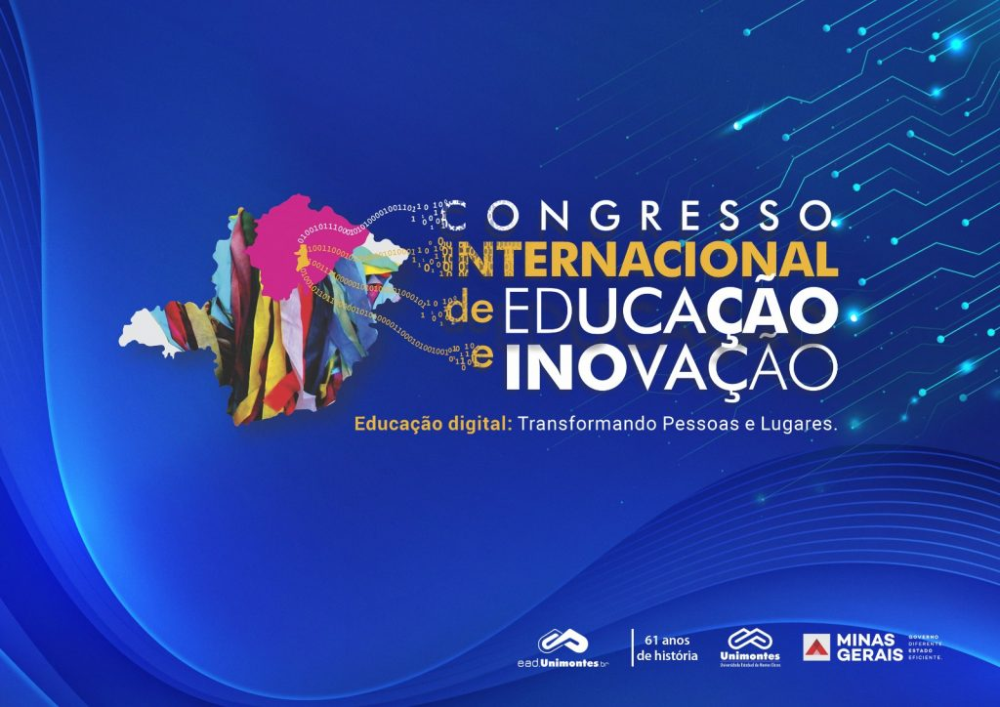 CONGRESSO
INTERNACIONAL
de EDUCAÇÃO
e INOVAÇÃO
Educação digital: Transformando Pessoas e Lugares.
ead.Unimontes.br
61 anos
de história
Unimontes
Universidade Estadual de Montes Claros
MINAS
GERAIS
GOVERNO
DIFERENTE.
ESTADO
EFICIENTE.